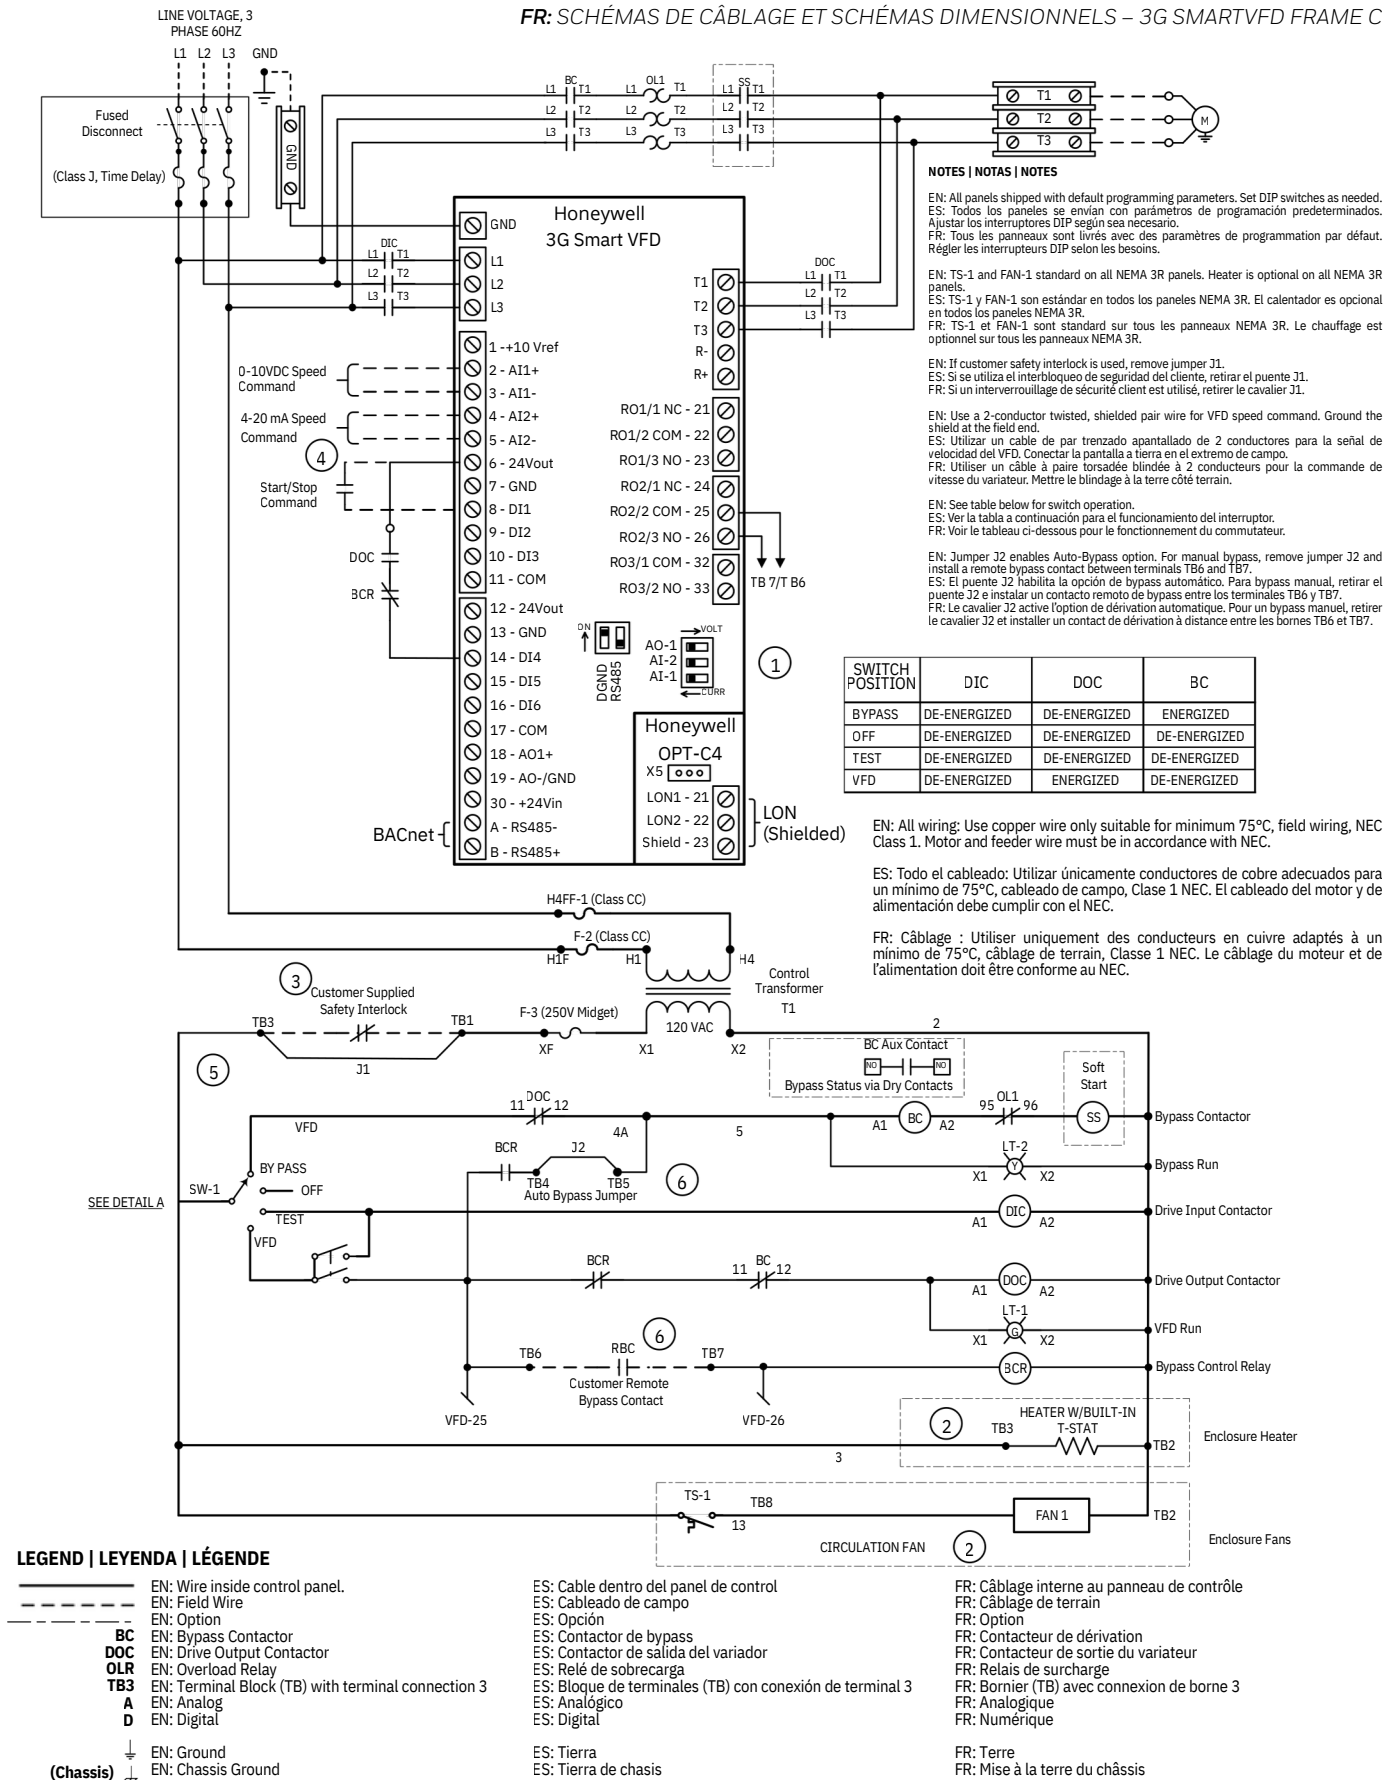 FR: SCHÉMAS DE CÂBLAGE ET SCHÉMAS DIMENSIONNELS – 3G SMARTVFD FRAME C
LINE VOLTAGE, 3
PHASE 60HZ
L1 L2 L3 GND
Fused
Disconnect
(Class J, Time Delay)
GND
BC OL1 SS
L1 T1 L1 T1 L1 T1
L2 T2 L2 T2 L2 T2
L3 T3 L3 T3 L3 T3
T1
T2
T3
M
DIC
L1 T1
L2 T2
L3 T3
DOC
L1 T1
L2 T2
L3 T3
Honeywell
3G Smart VFD
GND
L1
L2
L3
1 -+10 Vref
2 - AI1+
3 - AI1-
4 - AI2+
5 - AI2-
6 - 24Vout
7 - GND
8 - DI1
9 - DI2
10 - DI3
11 - COM
12 - 24Vout
13 - GND
14 - DI4
15 - DI5
16 - DI6
17 - COM
18 - AO1+
19 - AO-/GND
30 - +24Vin
A - RS485-
B - RS485+
T1
T2
T3
R-
R+
RO1/1 NC - 21
RO1/2 COM - 22
RO1/3 NO - 23
RO2/1 NC - 24
RO2/2 COM - 25
RO2/3 NO - 26
RO3/1 COM - 32
RO3/2 NO - 33
TB 7/T B6
ON
DGND
RS485
VOLT
AO-1
AI-2
AI-1
CURR
1
Honeywell
OPT-C4
X5
LON1 - 21
LON2 - 22
Shield - 23
LON
(Shielded)
0-10VDC Speed
Command
4-20 mA Speed
Command
4
Start/Stop
Command
DOC
BCR
BACnet
NOTES | NOTAS | NOTES
EN: All panels shipped with default programming parameters. Set DIP switches as needed.
ES: Todos los paneles se envían con parámetros de programación predeterminados.
Ajustar los interruptores DIP según sea necesario.
FR: Tous les panneaux sont livrés avec des paramètres de programmation par défaut.
Régler les interrupteurs DIP selon les besoins.
EN: TS-1 and FAN-1 standard on all NEMA 3R panels. Heater is optional on all NEMA 3R
panels.
ES: TS-1 y FAN-1 son estándar en todos los paneles NEMA 3R. El calentador es opcional
en todos los paneles NEMA 3R.
FR: TS-1 et FAN-1 sont standard sur tous les panneaux NEMA 3R. Le chauffage est
optionnel sur tous les panneaux NEMA 3R.
EN: If customer safety interlock is used, remove jumper J1.
ES: Si se utiliza el interbloqueo de seguridad del cliente, retirar el puente J1.
FR: Si un interverrouillage de sécurité client est utilisé, retirer le cavalier J1.
EN: Use a 2-conductor twisted, shielded pair wire for VFD speed command. Ground the
shield at the field end.
ES: Utilizar un cable de par trenzado apantallado de 2 conductores para la señal de
velocidad del VFD. Conectar la pantalla a tierra en el extremo de campo.
FR: Utiliser un câble à paire torsadée blindée à 2 conducteurs pour la commande de
vitesse du variateur. Mettre le blindage à la terre côté terrain.
EN: See table below for switch operation.
ES: Ver la tabla a continuación para el funcionamiento del interruptor.
FR: Voir le tableau ci-dessous pour le fonctionnement du commutateur.
EN: Jumper J2 enables Auto-Bypass option. For manual bypass, remove jumper J2 and
install a remote bypass contact between terminals TB6 and TB7.
ES: El puente J2 habilita la opción de bypass automático. Para bypass manual, retirar el
puente J2 e instalar un contacto remoto de bypass entre los terminales TB6 y TB7.
FR: Le cavalier J2 active l'option de dérivation automatique. Pour un bypass manuel, retirer
le cavalier J2 et installer un contact de dérivation à distance entre les bornes TB6 et TB7.
SWITCH
POSITION DIC DOC BC
BYPASS DE-ENERGIZED DE-ENERGIZED ENERGIZED
OFF DE-ENERGIZED DE-ENERGIZED DE-ENERGIZED
TEST DE-ENERGIZED DE-ENERGIZED DE-ENERGIZED
VFD DE-ENERGIZED ENERGIZED DE-ENERGIZED
EN: All wiring: Use copper wire only suitable for minimum 75°C, field wiring, NEC
Class 1. Motor and feeder wire must be in accordance with NEC.
ES: Todo el cableado: Utilizar únicamente conductores de cobre adecuados para
un mínimo de 75°C, cableado de campo, Clase 1 NEC. El cableado del motor y de
alimentación debe cumplir con el NEC.
FR: Câblage : Utiliser uniquement des conducteurs en cuivre adaptés à un
mínimo de 75°C, câblage de terrain, Classe 1 NEC. Le câblage du moteur et de
l'alimentation doit être conforme au NEC.
H4FF-1 (Class CC)
F-2 (Class CC)
H1F H1 H4
Control
Transformer
T1
3
Customer Supplied
Safety Interlock
TB3 TB1
F-3 (250V Midget)
120 VAC
XF X1 X2
2
5
J1
BC Aux Contact
NO NO
Bypass Status via Dry Contacts
Soft
Start
DOC
11 12
VFD
4A
5
A1 BC A2
OL1
95 96
SS
Bypass Contactor
BCR J2
TB4 TB5
Auto Bypass Jumper
6
LT-2
X1 Y X2
Bypass Run
SEE DETAIL A
SW-1
BY PASS
OFF
TEST
VFD
DIC
A1 A2
Drive Input Contactor
BCR
BC
11 12
DOC
A1 A2
Drive Output Contactor
LT-1
X1 G X2
VFD Run
6
TB6 RBC TB7
Customer Remote
Bypass Contact
BCR
Bypass Control Relay
VFD-25 VFD-26
2
HEATER W/BUILT-IN
T-STAT
TB3
TB2
Enclosure Heater
3
TS-1
TB8
13
FAN 1
TB2
CIRCULATION FAN
2
Enclosure Fans
LEGEND | LEYENDA | LÉGENDE
EN: Wire inside control panel. ES: Cable dentro del panel de control FR: Câblage interne au panneau de contrôle
EN: Field Wire ES: Cableado de campo FR: Câblage de terrain
EN: Option ES: Opción FR: Option
BC EN: Bypass Contactor ES: Contactor de bypass FR: Contacteur de dérivation
DOC EN: Drive Output Contactor ES: Contactor de salida del variador FR: Contacteur de sortie du variateur
OLR EN: Overload Relay ES: Relé de sobrecarga FR: Relais de surcharge
TB3 EN: Terminal Block (TB) with terminal connection 3 ES: Bloque de terminales (TB) con conexión de terminal 3 FR: Bornier (TB) avec connexion de borne 3
A EN: Analog ES: Analógico FR: Analogique
D EN: Digital ES: Digital FR: Numérique
EN: Ground ES: Tierra FR: Terre
(Chassis) EN: Chassis Ground ES: Tierra de chasis FR: Mise à la terre du châssis